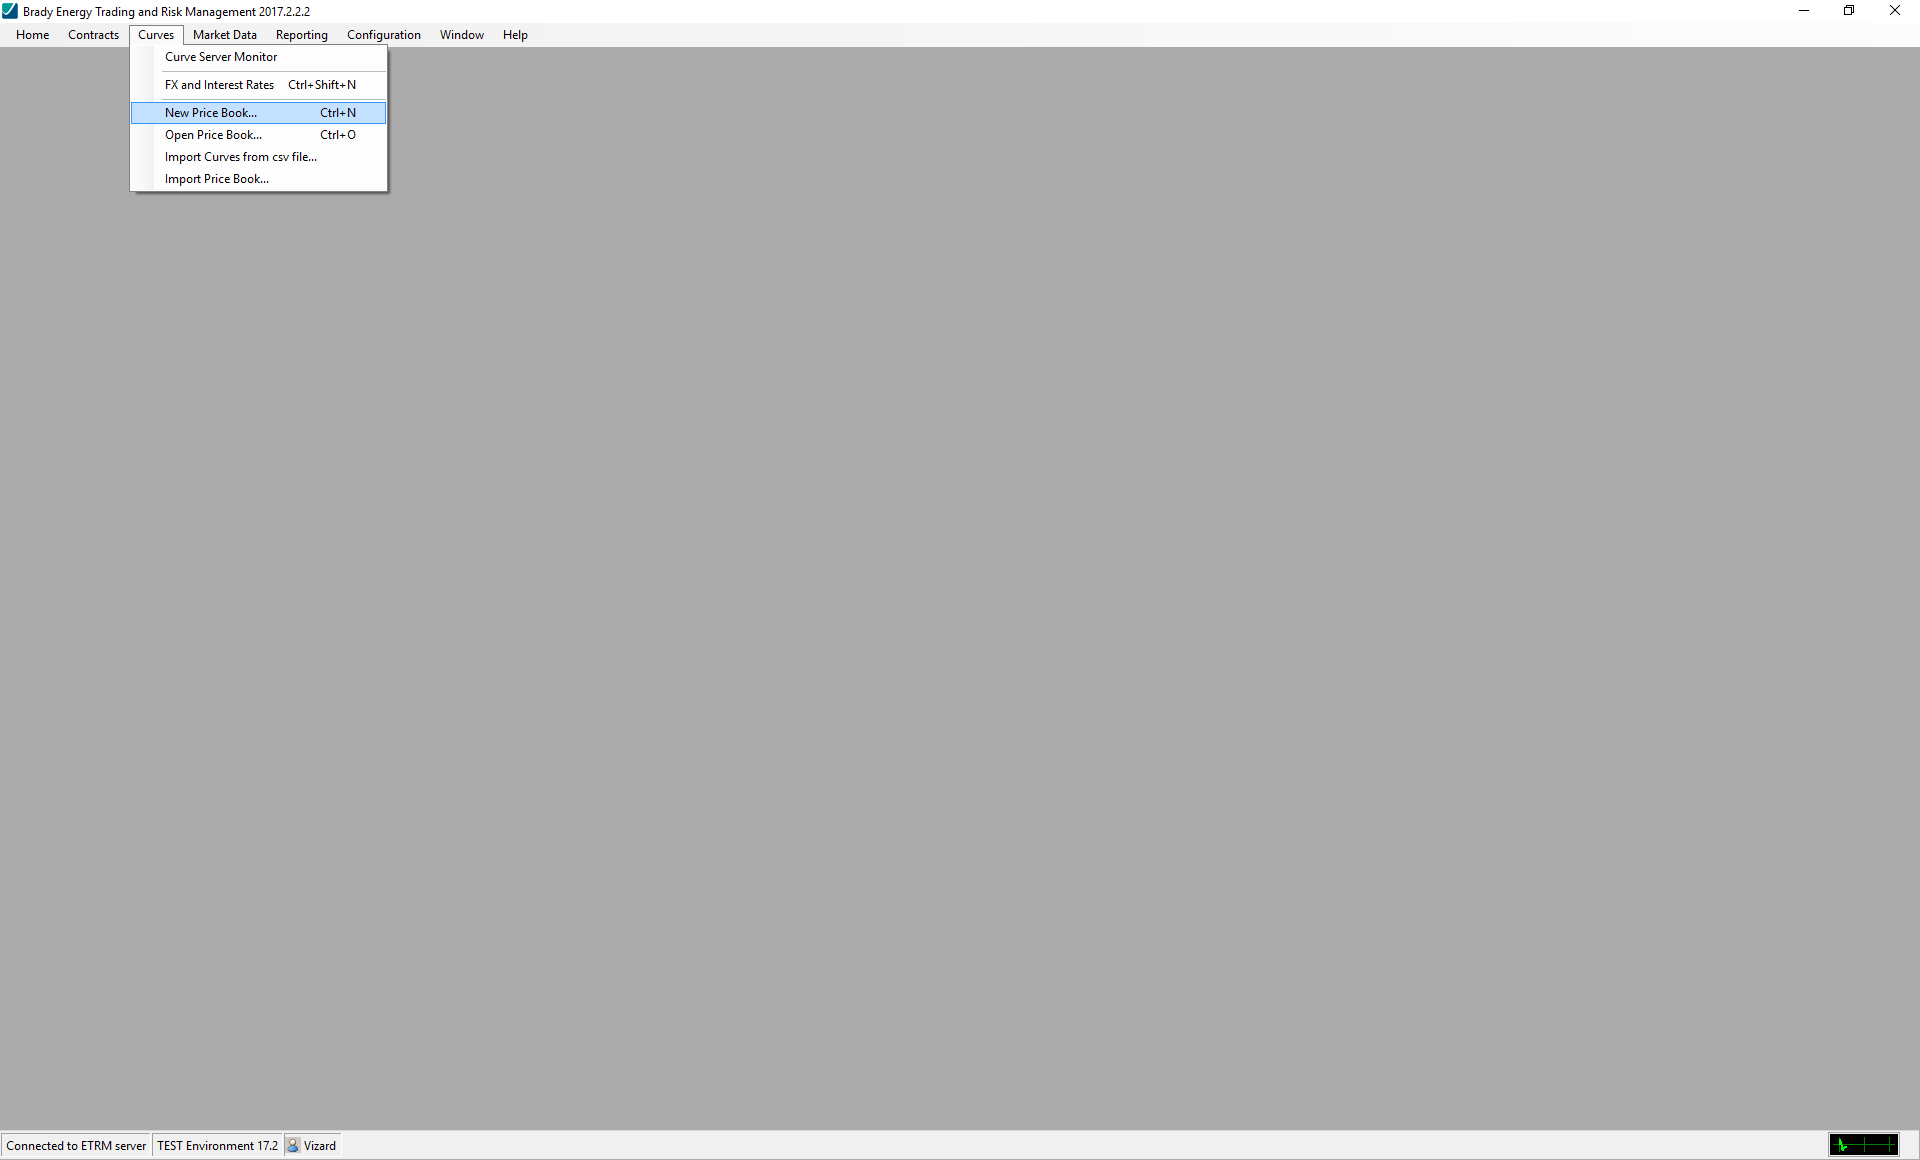 Brady Energy Trading and Risk Management 2017.2.2.2
Home Contracts Curves Market Data Reporting Configuration Window Help
Curve Server Monitor
FX and Interest Rates Ctrl+Shift+N
New Price Book... Ctrl+N
Open Price Book... Ctrl+O
Import Curves from csv file...
Import Price Book...
Connected to ETRM server TEST Environment 17.2 Vizard